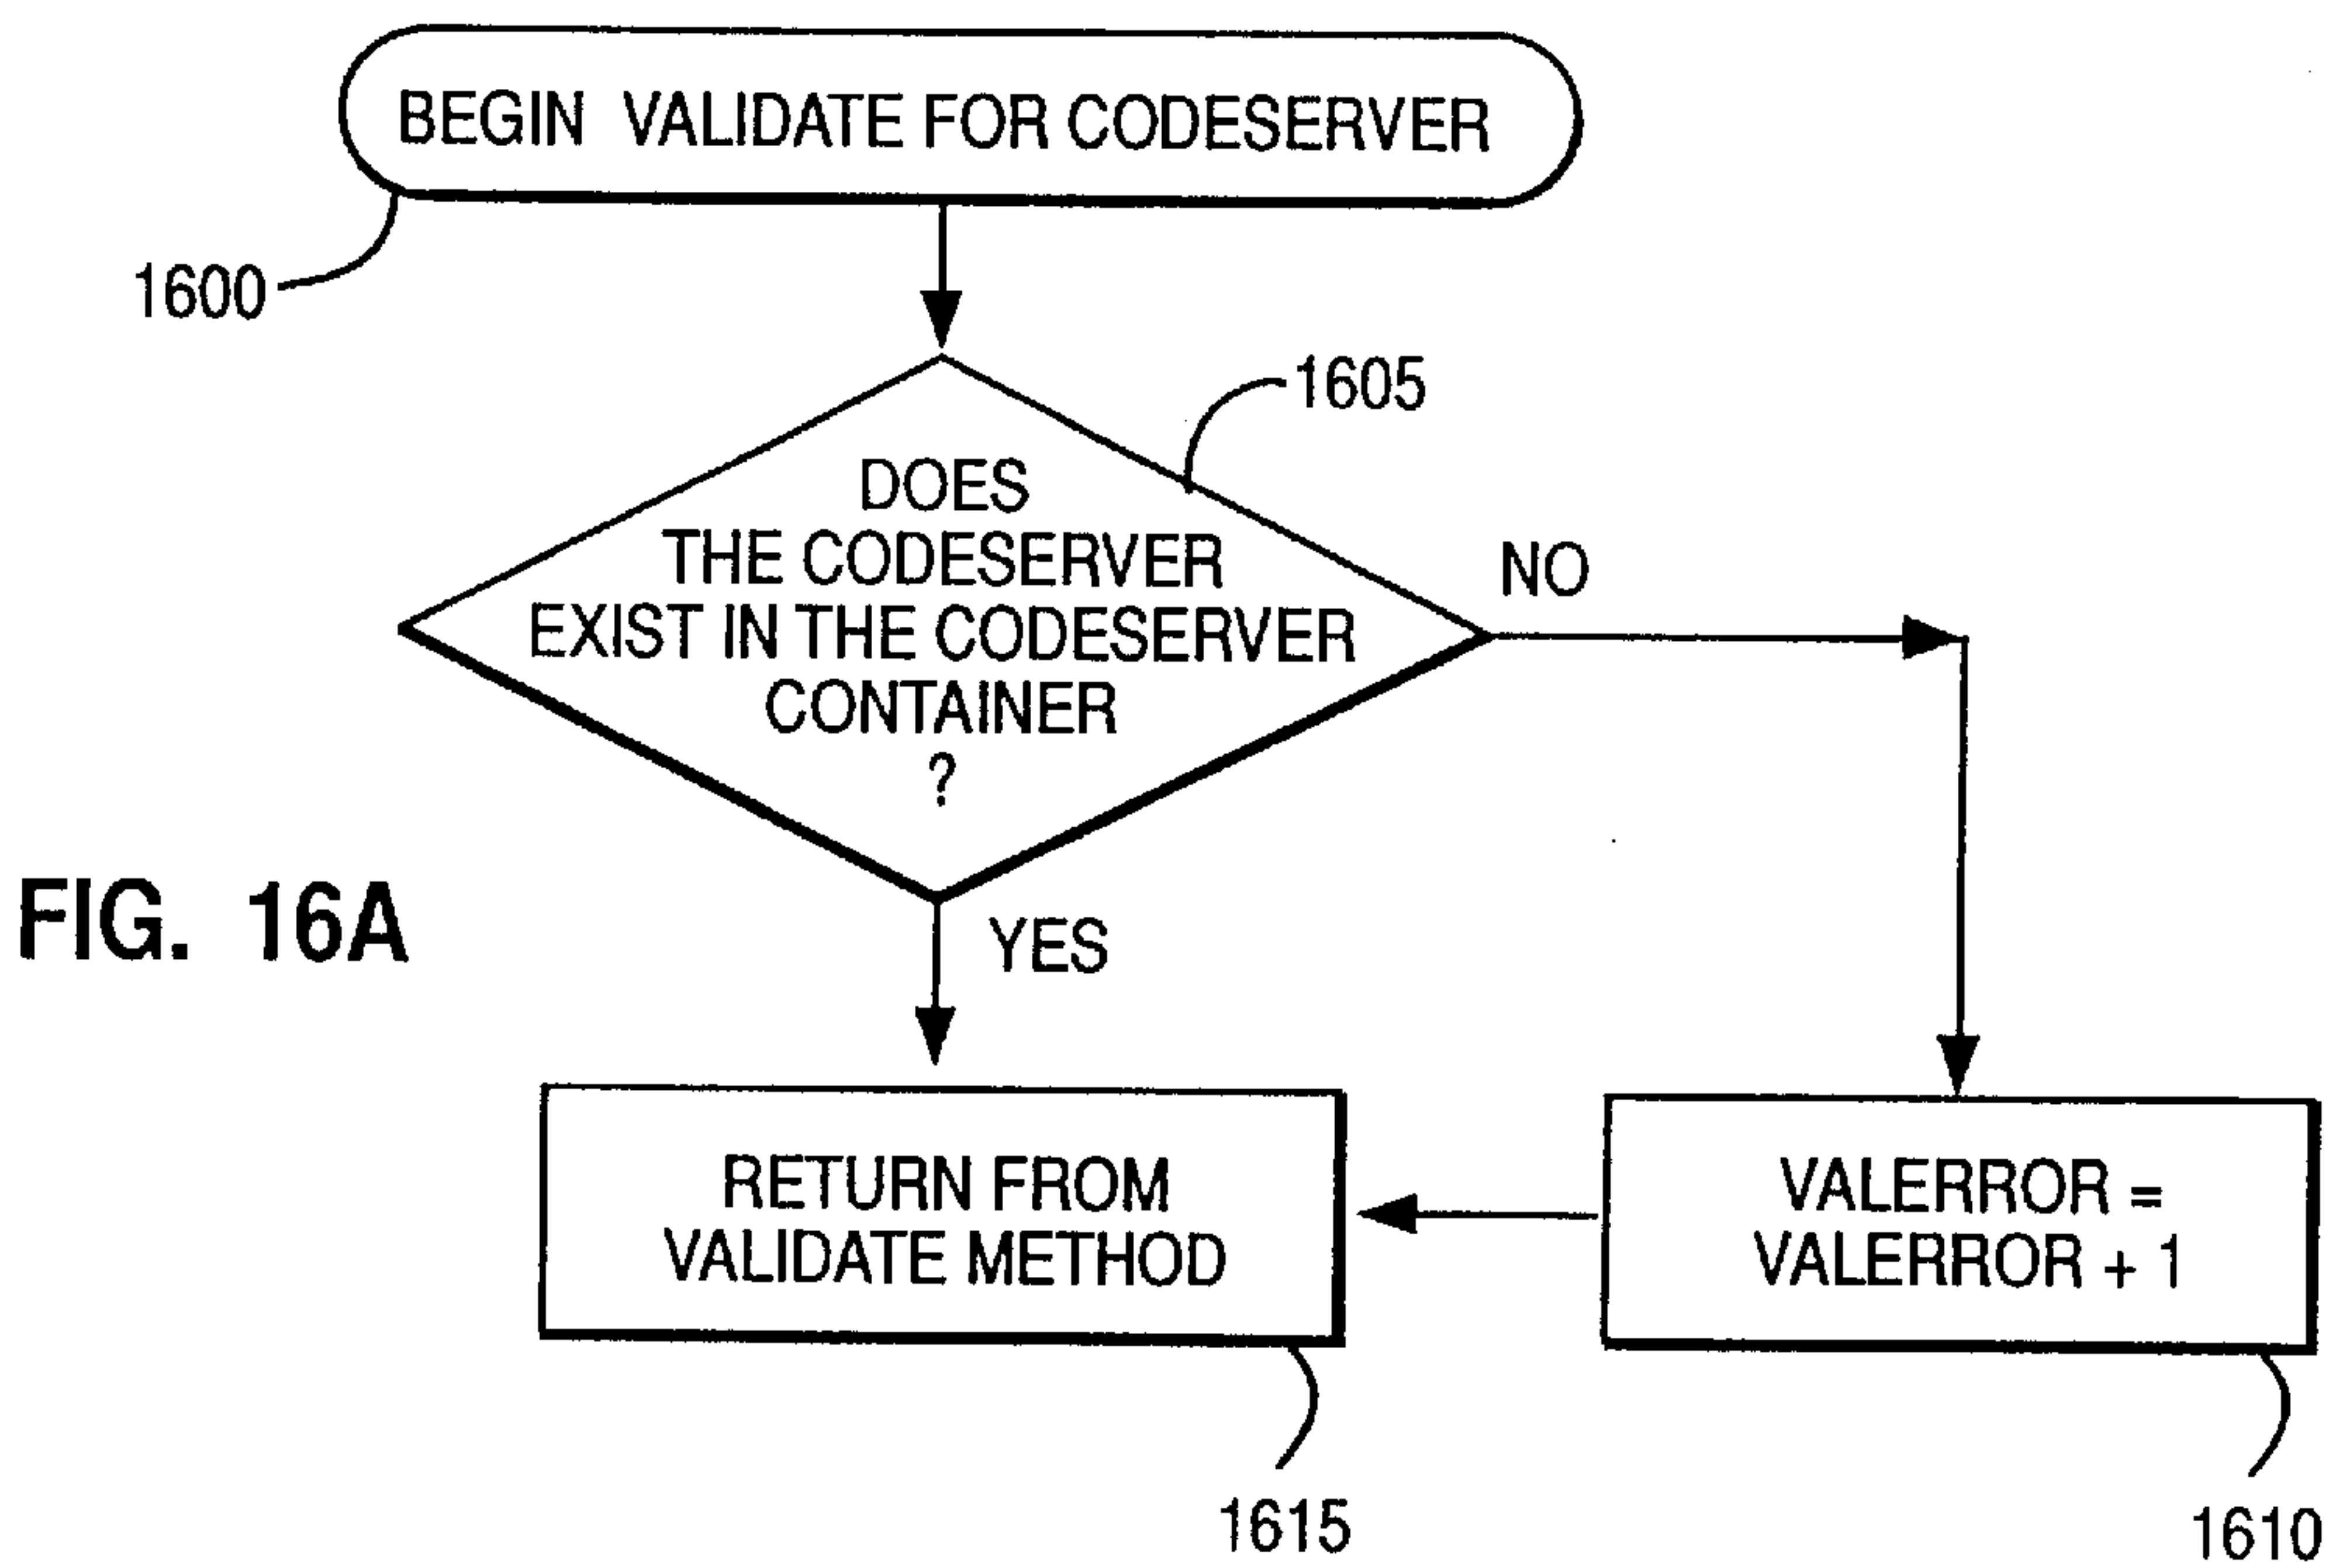 BEGIN VALIDATE FOR CODESERVER
1600
1605
DOES
THE CODESERVER
EXIST IN THE CODESERVER
CONTAINER
?
NO
YES
FIG. 16A
RETURN FROM
VALIDATE METHOD
VALERROR =
VALERROR + 1
1615
1610